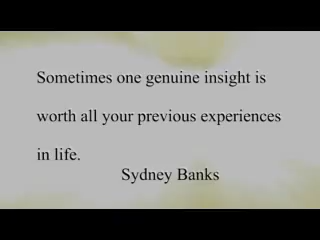 Sometimes one genuine insight is
worth all your previous experiences
in life.
Sydney Banks